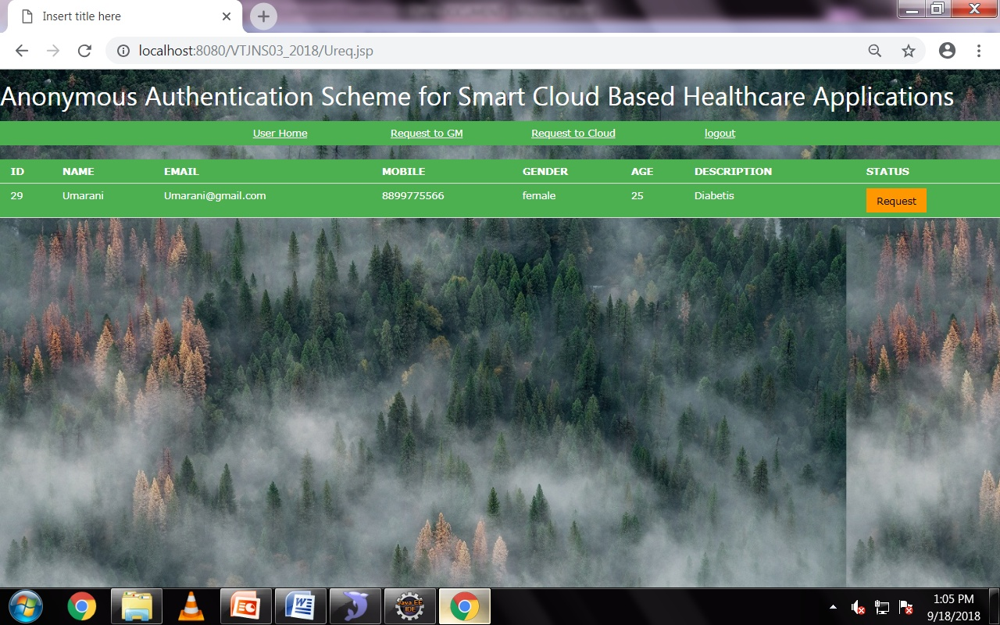 Insert title here
localhost:8080/VTJNS03_2018/Ureq.jsp
Anonymous Authentication Scheme for Smart Cloud Based Healthcare Applications
User Home Request to GM Request to Cloud logout
ID NAME EMAIL MOBILE GENDER AGE DESCRIPTION STATUS
29 Umarani Umarani@gmail.com 8899775566 female 25 Diabetis Request
Java EE
IDE
1:05 PM
9/18/2018